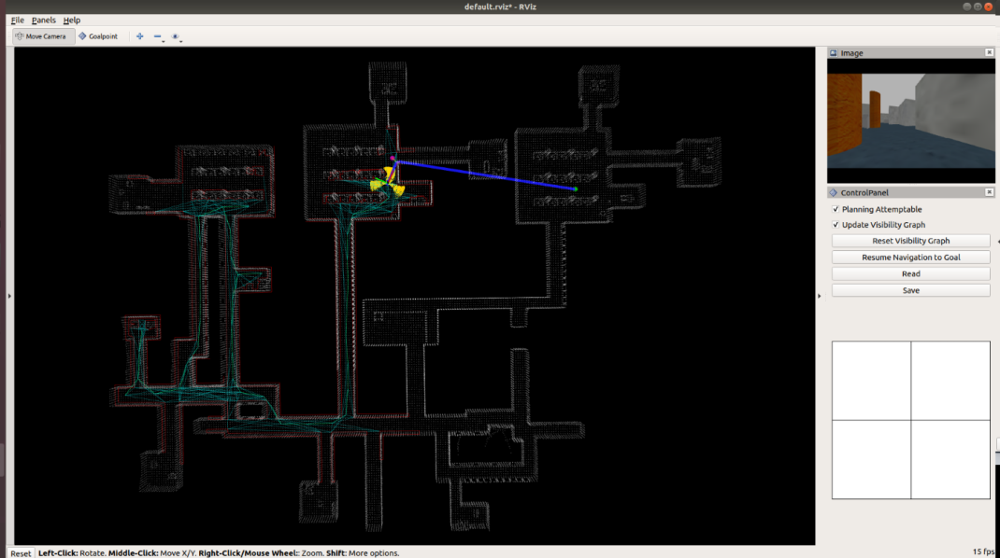 default.rviz* - RViz
File Panels Help
Move Camera Goalpoint
Image
ControlPanel
Planning Attemptable
Update Visibility Graph
Reset Visibility Graph
Resume Navigation to Goal
Read
Save
Reset Left-Click: Rotate. Middle-Click: Move X/Y. Right-Click/Mouse Wheel:: Zoom. Shift: More options.
15 fps